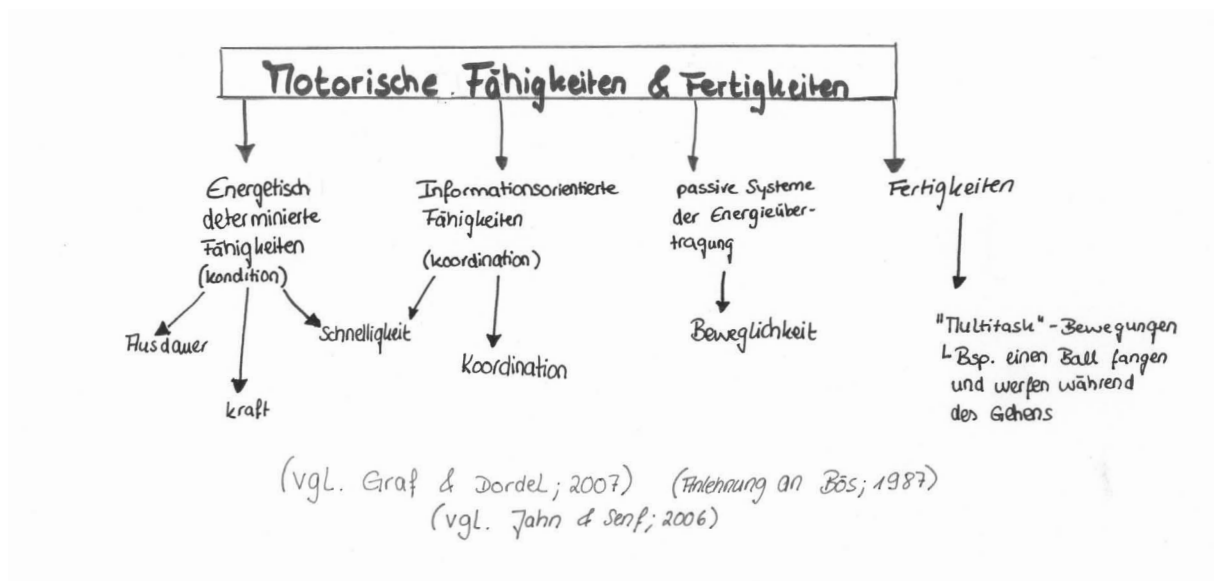 Motorische Fähigkeiten & Fertigkeiten
Energetisch
determinierte
Fähigkeiten
(Kondition)
Ausdauer
Kraft
Schnelligkeit
Informationsorientierte
Fähigkeiten
(Koordination)
Koordination
passive Systeme
der Energieüber-
tragung
Beweglichkeit
Fertigkeiten
"Multitask"-Bewegungen
Bsp. einen Ball fangen
und werfen während
des Gehens
(vgl. Graf & Dordel; 2007) (Anlehnung an Bös; 1987)
(vgl. Jahn & Senf; 2006)